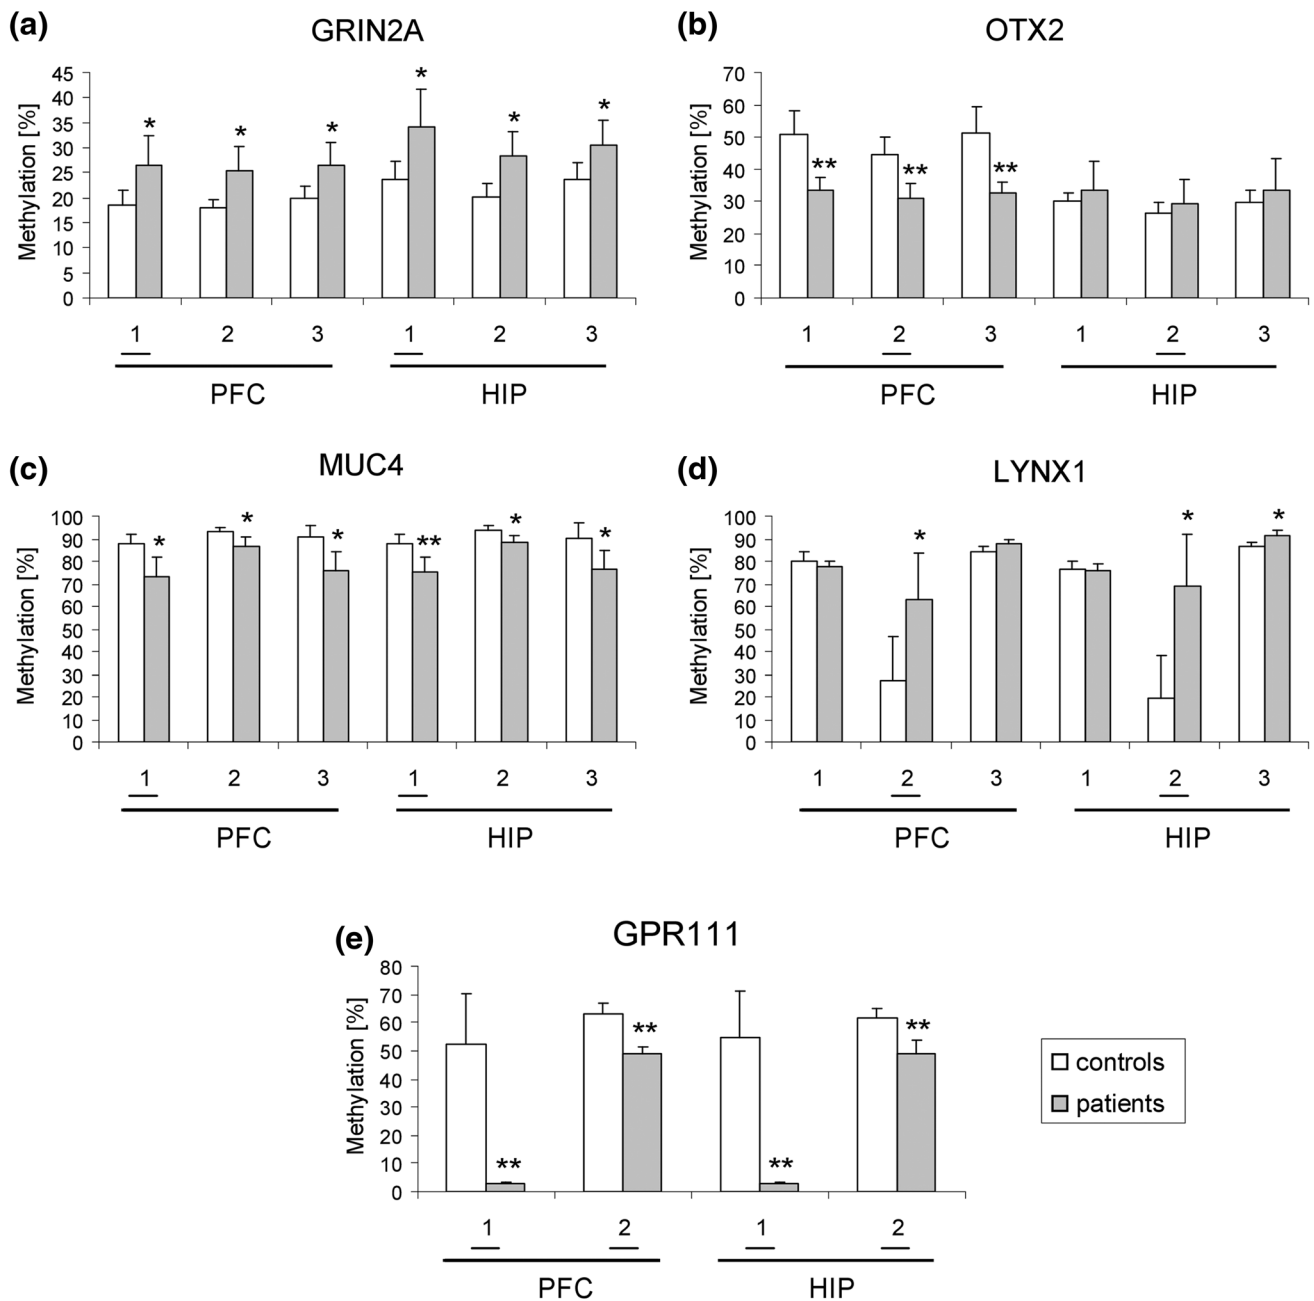 (a)
GRIN2A
Methylation [%]
45
40
35
30
25
20
15
10
5
0
* * * * * *
1 2 3 1 2 3
PFC HIP
(b)
OTX2
Methylation [%]
70
60
50
40
30
20
10
0
** ** **
1 2 3 1 2 3
PFC HIP
(c)
MUC4
Methylation [%]
100
90
80
70
60
50
40
30
20
10
0
* * * ** * *
1 2 3 1 2 3
PFC HIP
(d)
LYNX1
Methylation [%]
100
90
80
70
60
50
40
30
20
10
0
* * *
1 2 3 1 2 3
PFC HIP
(e)
GPR111
Methylation [%]
80
70
60
50
40
30
20
10
0
** ** ** **
1 2 1 2
PFC HIP
controls
patients